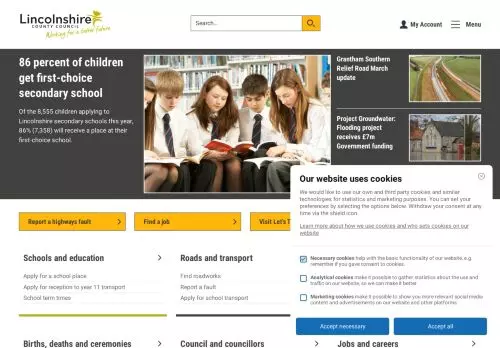 Lincolnshire
COUNTY COUNCIL
Working for a better future
Search...
My Account
Menu
86 percent of children
get first-choice
secondary school
Of the 8,555 children applying to
Lincolnshire secondary schools this year,
86% (7,358) will receive a place at their
first-choice school.
Grantham Southern
Relief Road March
update
Project Groundwater:
Flooding project
receives £7m
Government funding
Report a highways fault
Find a job
Visit Let's T
Our website uses cookies
We would like to use our own and third party cookies and similar
technologies for statistics and marketing purposes. You can set your
preferences by selecting the options below. Withdraw your consent at any
time via the shield icon.
Learn more about how we use cookies and who sets cookies on our
website
Necessary cookies help with the basic functionality of our website, e.g.
remember if you gave consent to cookies.
Analytical cookies make it possible to gather statistics about the use and
traffic on our website, so we can make it better.
Marketing cookies make it possible to show you more relevant social media
content and advertisements on our website and other platforms.
Accept necessary
Accept all
Schools and education
Apply for a school place
Apply for reception to year 11 transport
School term times
Roads and transport
Find roadworks
Report a fault
Apply for school transport
Births, deaths and ceremonies
Council and councillors
Jobs and careers